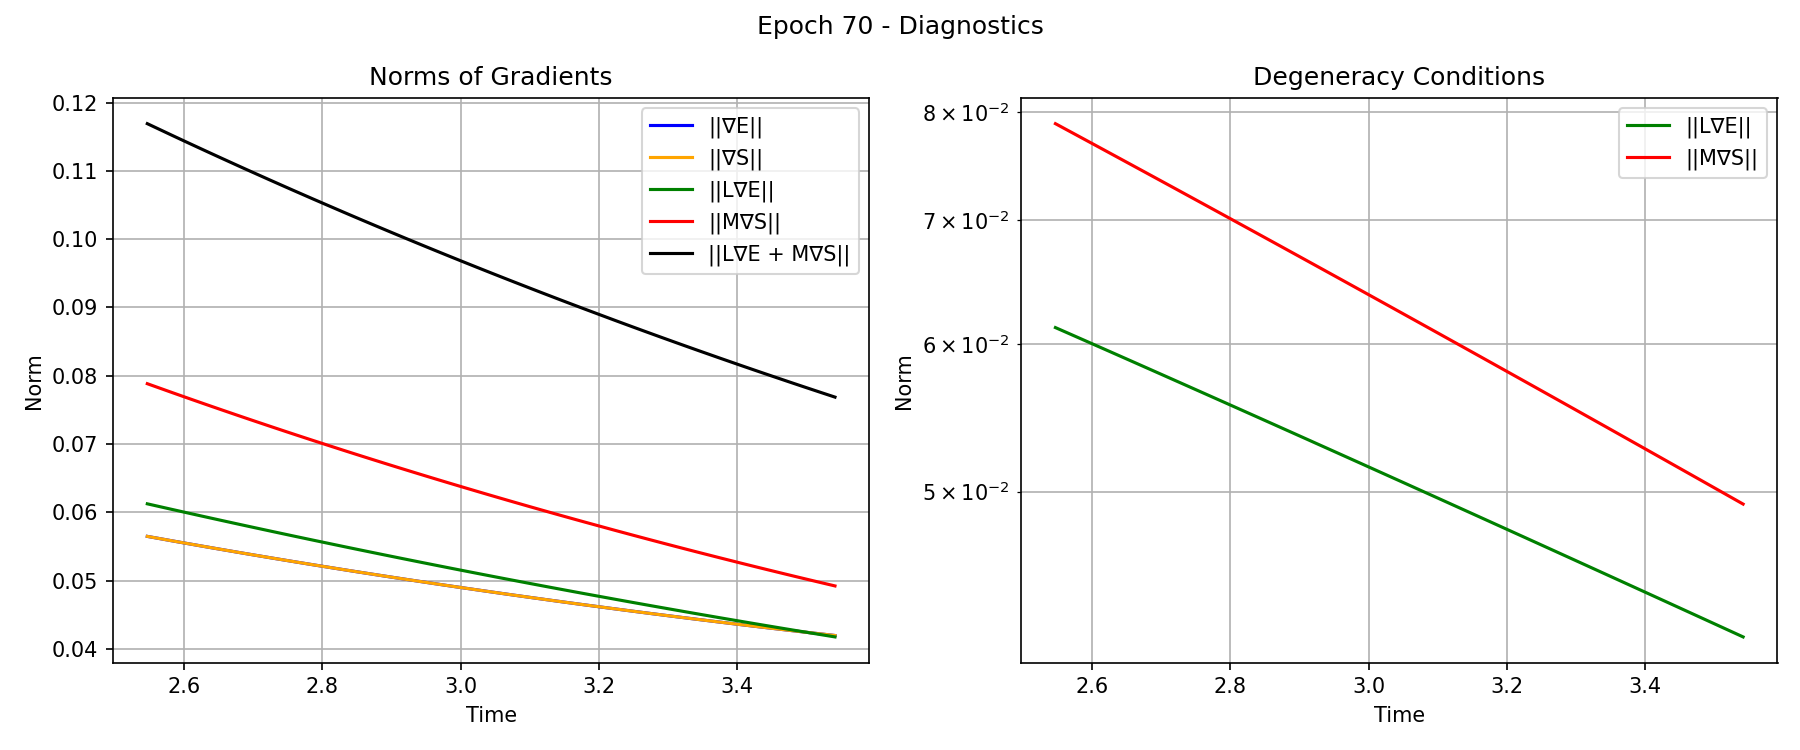 Epoch 70 - Diagnostics
Norms of Gradients
0.12
0.11
0.10
0.09
0.08
0.07
0.06
0.05
0.04
Norm
2.6 2.8 3.0 3.2 3.4
Time
||∇E||
||∇S||
||L∇E||
||M∇S||
||L∇E + M∇S||
Degeneracy Conditions
8 × 10⁻²
7 × 10⁻²
6 × 10⁻²
5 × 10⁻²
Norm
2.6 2.8 3.0 3.2 3.4
Time
||L∇E||
||M∇S||